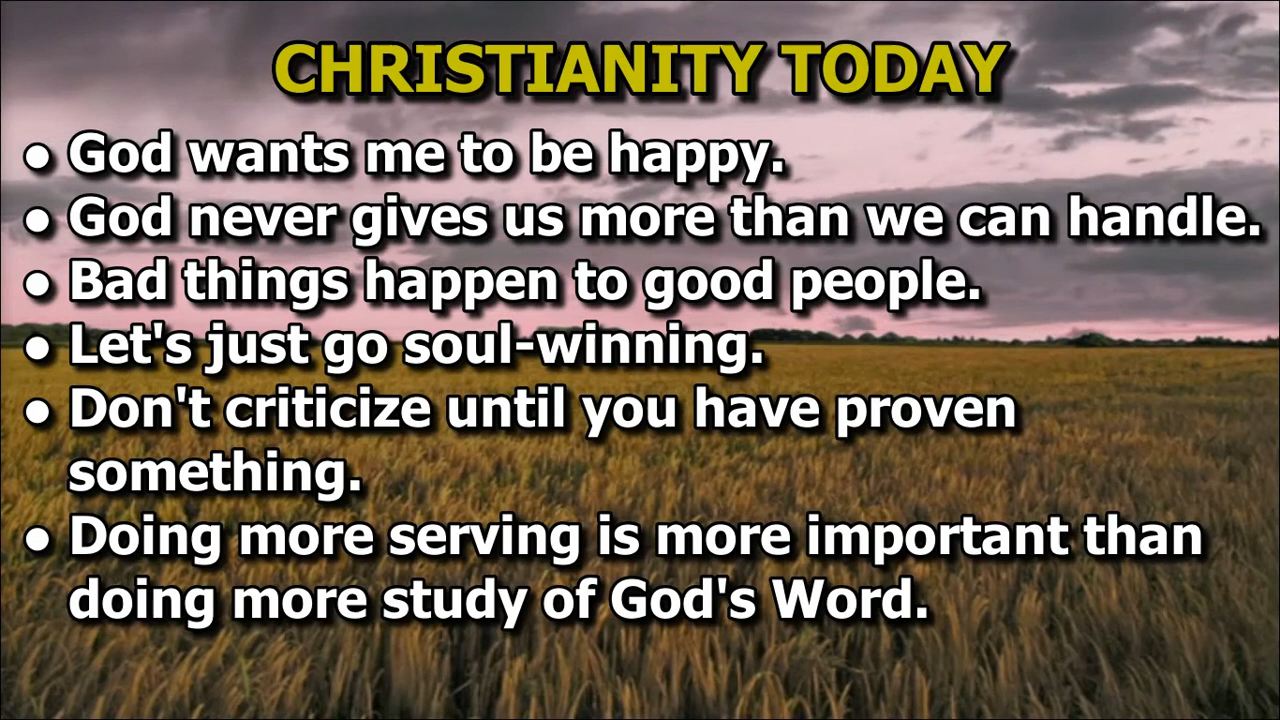 CHRISTIANITY TODAY
● God wants me to be happy.
● God never gives us more than we can handle.
● Bad things happen to good people.
● Let's just go soul-winning.
● Don't criticize until you have proven
something.
● Doing more serving is more important than
doing more study of God's Word.